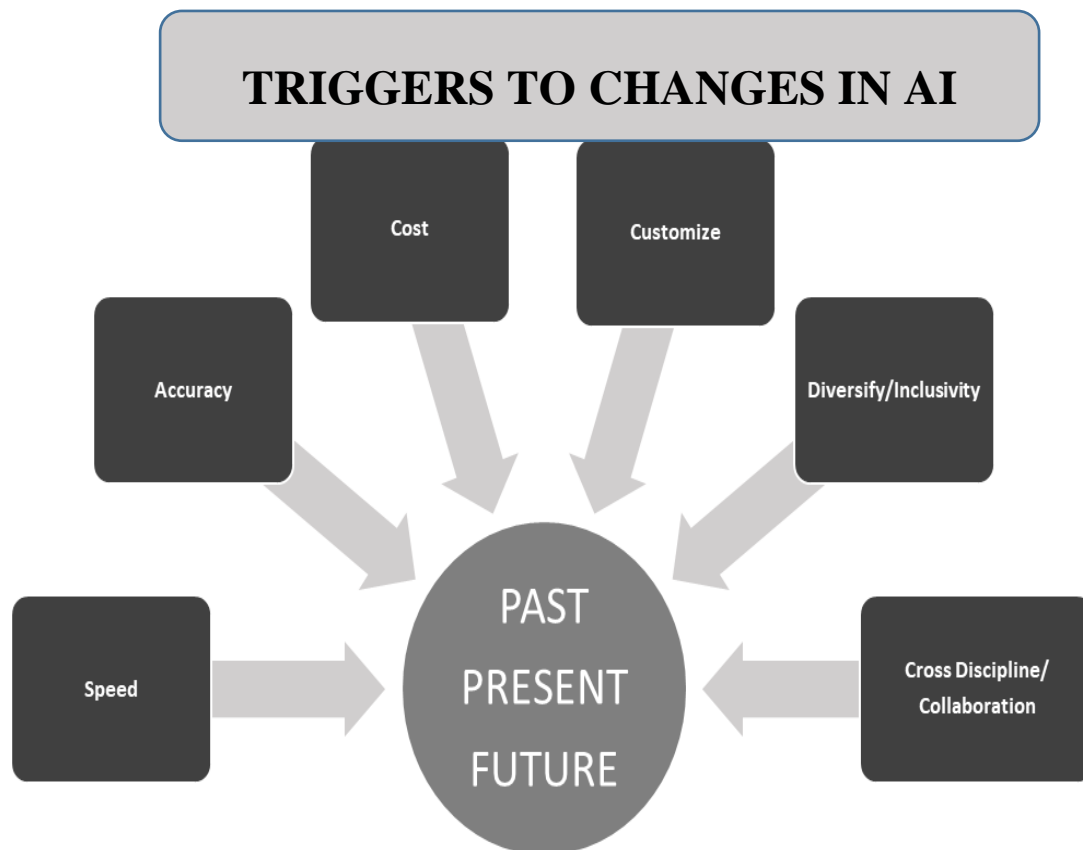 TRIGGERS TO CHANGES IN AI
Cost
Customize
Accuracy
Diversify/Inclusivity
Speed
Cross Discipline/
Collaboration
PAST
PRESENT
FUTURE